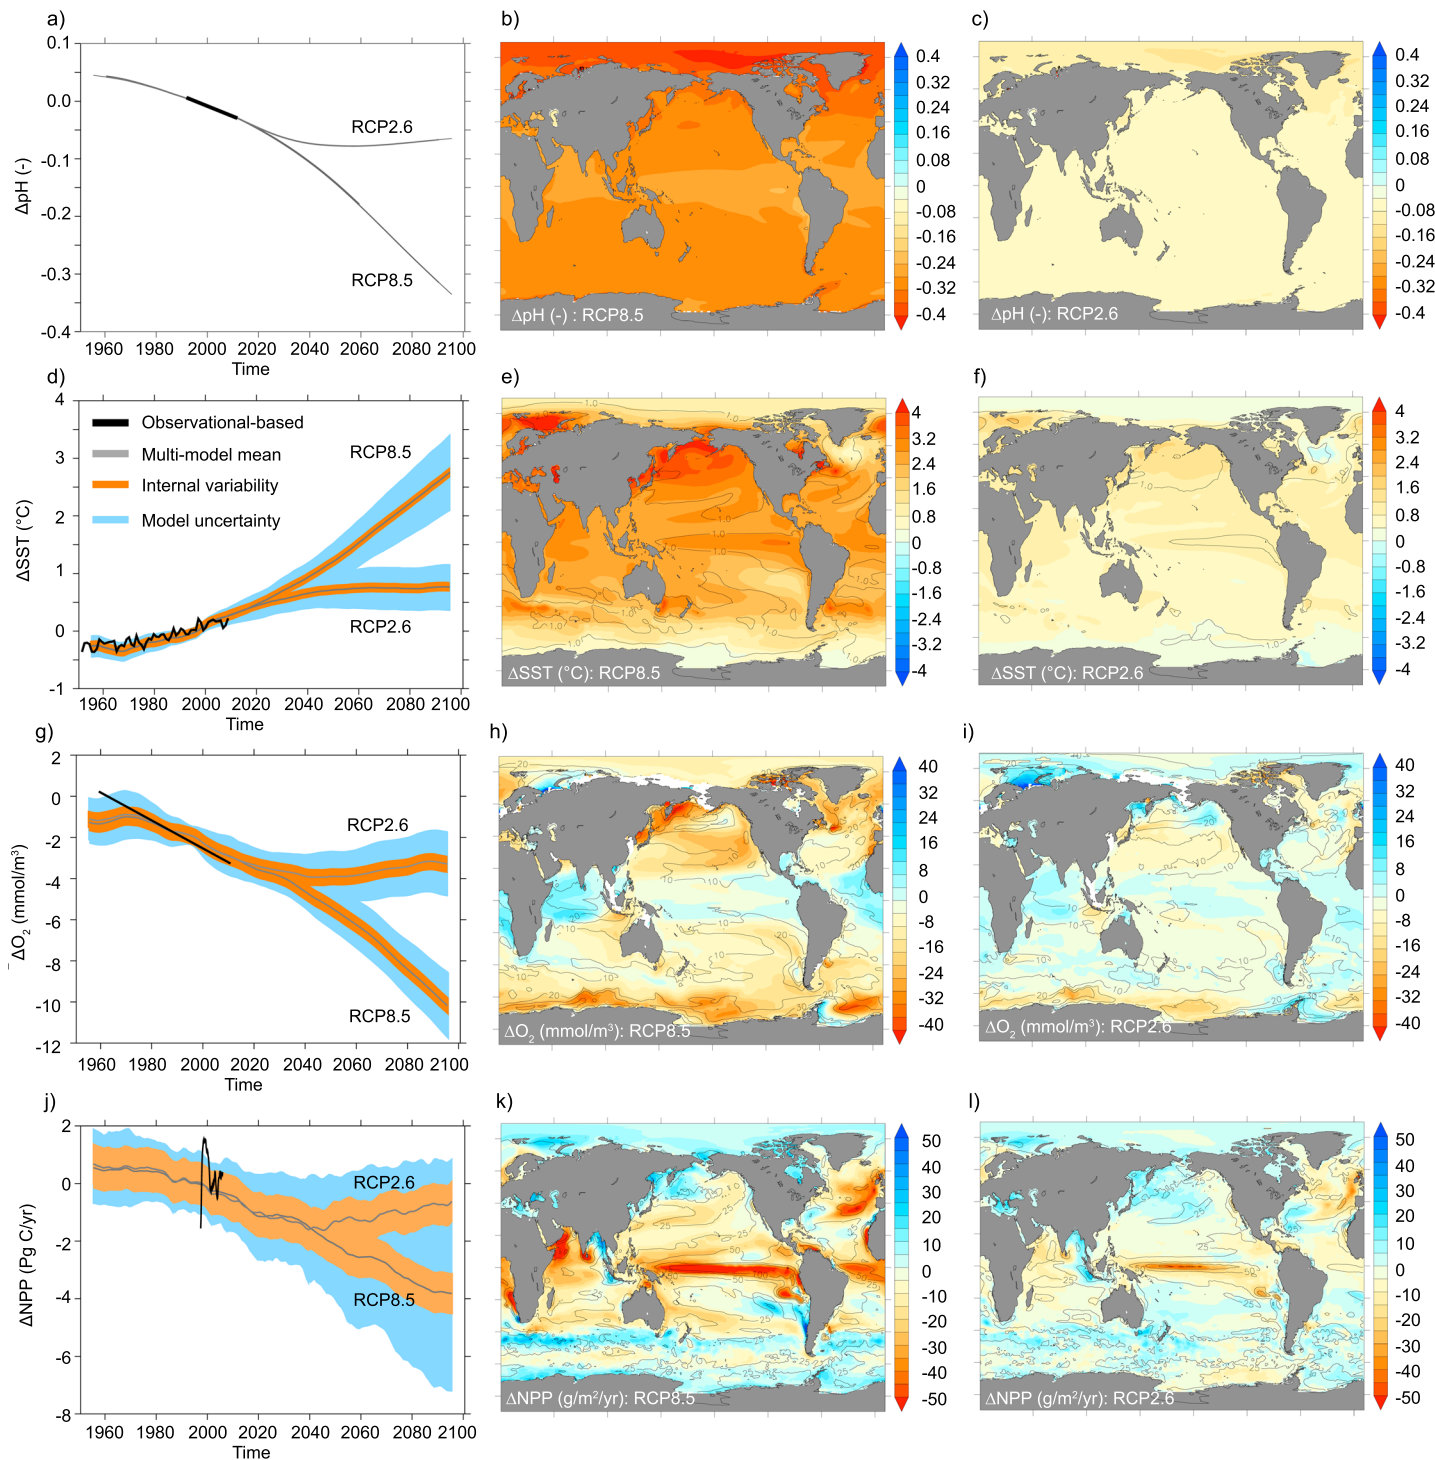 a)
0.1
0.0
-0.1
-0.2
-0.3
-0.4
ΔpH (-)
RCP2.6
RCP8.5
1960 1980 2000 2020 2040 2060 2080 2100
Time
b)
ΔpH (-) : RCP8.5
0.4
0.32
0.24
0.16
0.08
0
-0.08
-0.16
-0.24
-0.32
-0.4
c)
ΔpH (-): RCP2.6
0.4
0.32
0.24
0.16
0.08
0
-0.08
-0.16
-0.24
-0.32
-0.4
d)
4
3
2
1
0
-1
ΔSST (°C)
Observational-based
Multi-model mean
Internal variability
Model uncertainty
RCP8.5
RCP2.6
1960 1980 2000 2020 2040 2060 2080 2100
Time
e)
ΔSST (°C): RCP8.5
4
3.2
2.4
1.6
0.8
0
-0.8
-1.6
-2.4
-3.2
-4
f)
ΔSST (°C): RCP2.6
4
3.2
2.4
1.6
0.8
0
-0.8
-1.6
-2.4
-3.2
-4
g)
2
0
-2
-4
-6
-8
-10
-12
ΔO₂ (mmol/m³)
RCP2.6
RCP8.5
1960 1980 2000 2020 2040 2060 2080 2100
Time
h)
ΔO₂ (mmol/m³): RCP8.5
40
32
24
16
8
0
-8
-16
-24
-32
-40
i)
ΔO₂ (mmol/m³): RCP2.6
40
32
24
16
8
0
-8
-16
-24
-32
-40
j)
2
0
-2
-4
-6
-8
ΔNPP (Pg C/yr)
RCP2.6
RCP8.5
1960 1980 2000 2020 2040 2060 2080 2100
Time
k)
ΔNPP (g/m²/yr): RCP8.5
50
40
30
20
10
0
-10
-20
-30
-40
-50
l)
ΔNPP (g/m²/yr): RCP2.6
50
40
30
20
10
0
-10
-20
-30
-40
-50